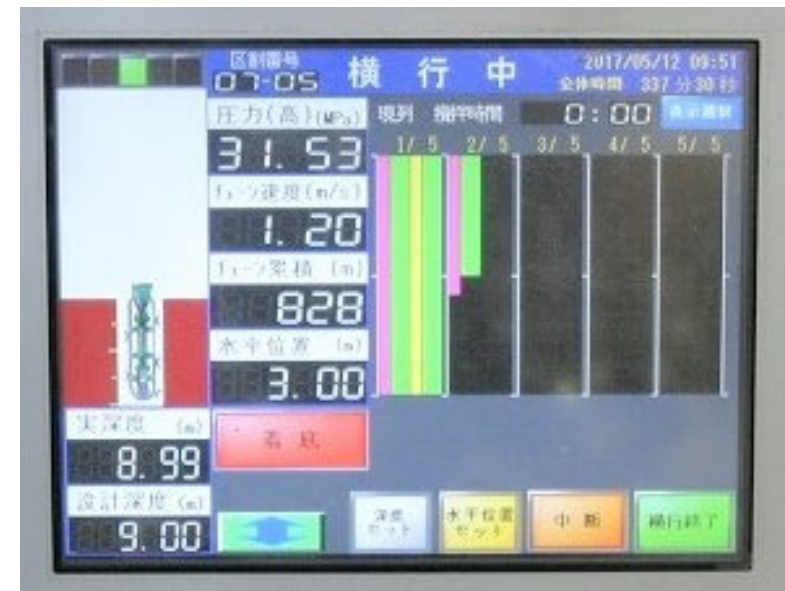 区割番号
07-05
横行中
2017/05/12 09:51
全体時間 337 分 30 秒
圧力(高)(MPa)
31.53
現列 撹拌時間 0:00 表示選択
1/ 5 2/ 5 3/ 5 4/ 5 5/ 5
チェーン速度(m/s)
1.20
チェーン累積 (m)
828
水平位置 (m)
3.00
実深度 (m)
8.99
着底
設計深度 (m)
9.00
深度
セット
水平位置
セット
中断
横行終了